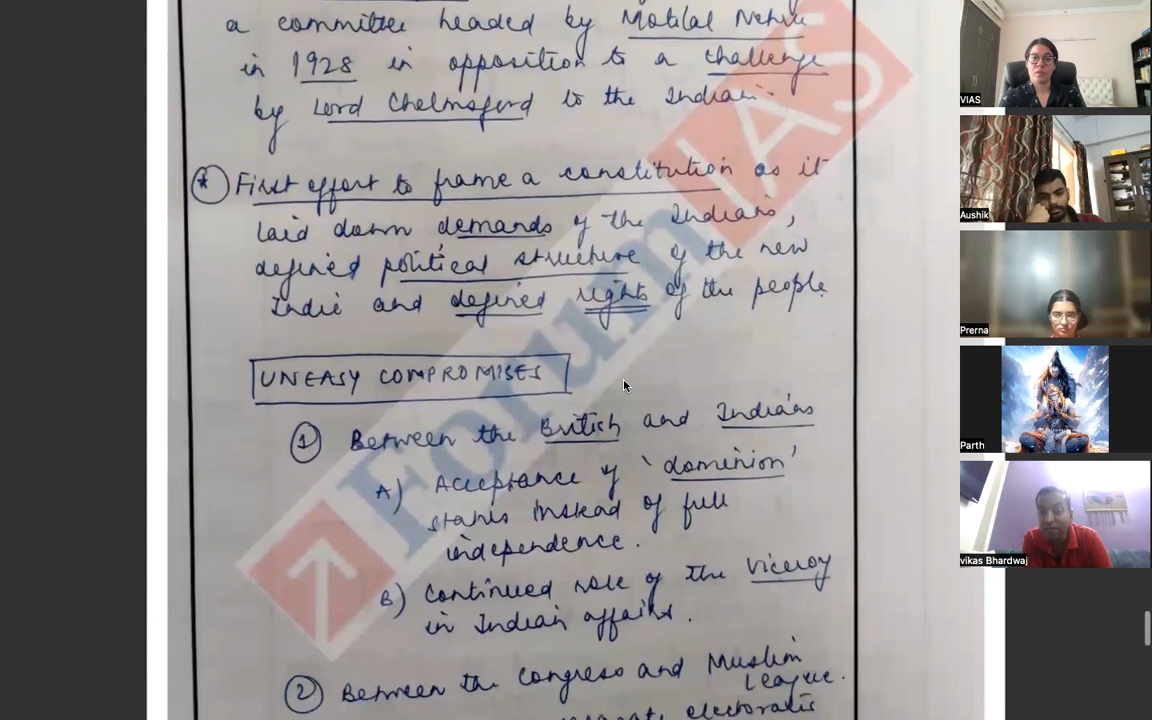 a committee headed by Motilal Nehru
in 1928 in opposition to a challenge
by Lord Chelmsford to the Indian
First effort to frame a constitution as it
laid down demands of the Indians,
defined political structure of the new
India and defined rights of the people
UNEASY COMPROMISES
① Between the British and Indians
A) Acceptance of 'dominion'
status instead of full
independence.
B) Continued role of the viceroy
in Indian affairs.
② Between the Congress and Muslim
League.
electorates
ForumIAS
VIAS
Aushik
Prerna
Parth
vikas Bhardwaj